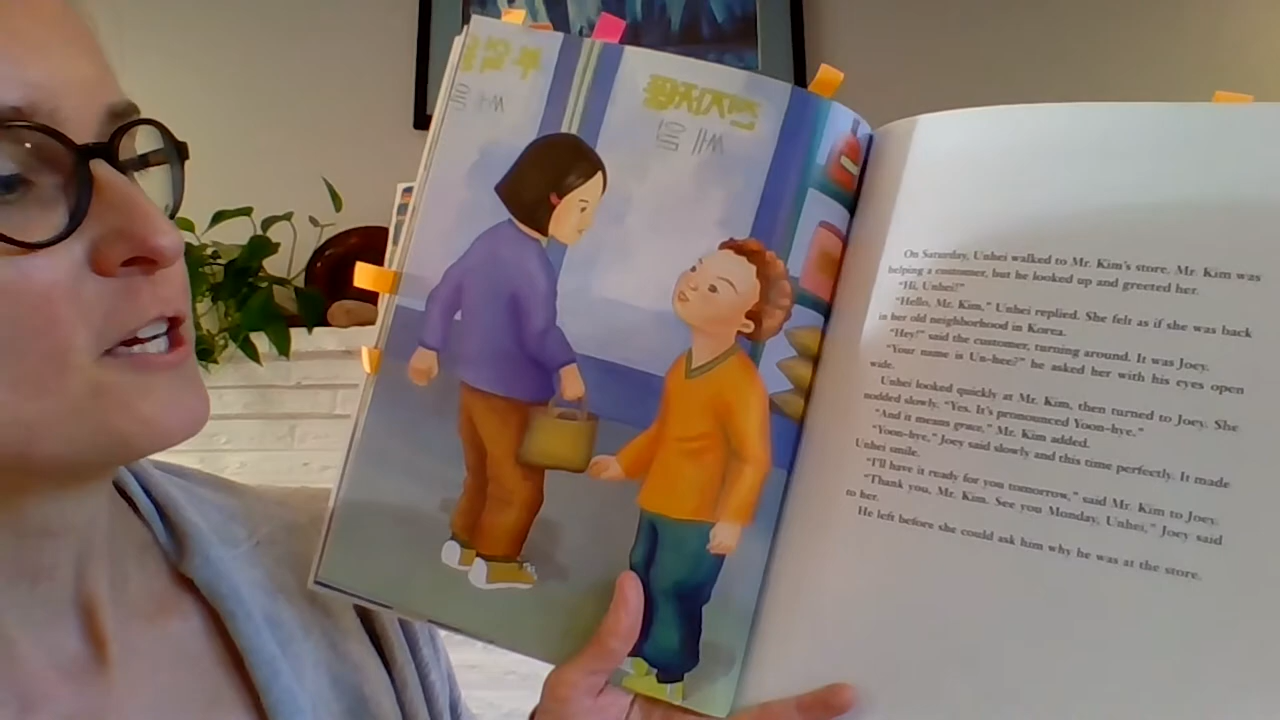 On Saturday, Unhei walked to Mr. Kim's store. Mr. Kim was
helping a customer, but he looked up and greeted her.
"Hi, Unhei!"
"Hello, Mr. Kim," Unhei replied. She felt as if she was back
in her old neighborhood in Korea.
"Hey!" said the customer, turning around. It was Joey.
"Your name is Un-hee?" he asked her with his eyes open
wide.
Unhei looked quickly at Mr. Kim, then turned to Joey. She
nodded slowly. "Yes. It's pronounced Yoon-hye."
"And it means grace," Mr. Kim added.
"Yoon-hye," Joey said slowly and this time perfectly. It made
Unhei smile.
"I'll have it ready for you tomorrow," said Mr. Kim to Joey.
"Thank you, Mr. Kim. See you Monday, Unhei," Joey said
to her.
He left before she could ask him why he was at the store.